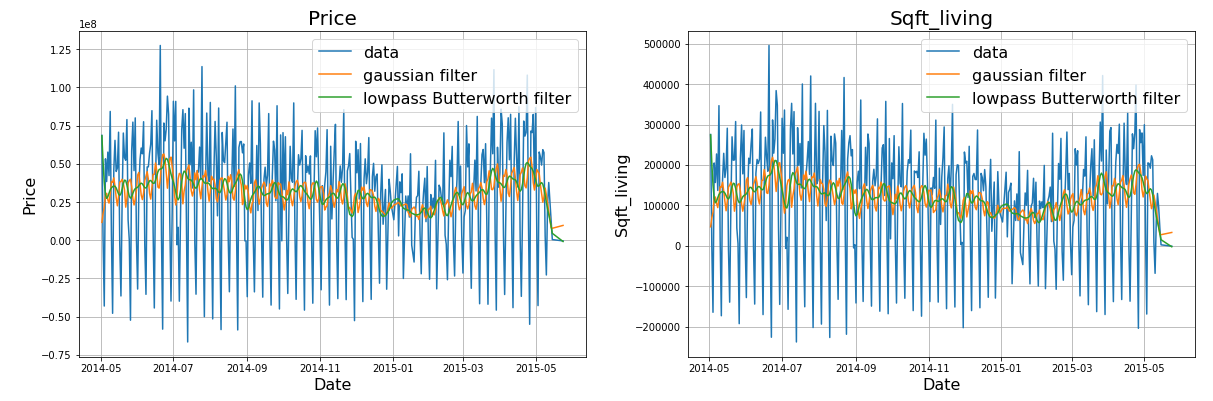 Price
1e8
data
gaussian filter
lowpass Butterworth filter
1.25
1.00
0.75
0.50
0.25
0.00
−0.25
−0.50
−0.75
Price
2014-05 2014-07 2014-09 2014-11 2015-01 2015-03 2015-05
Date
Sqft_living
data
gaussian filter
lowpass Butterworth filter
500000
400000
300000
200000
100000
0
−100000
−200000
Sqft_living
2014-05 2014-07 2014-09 2014-11 2015-01 2015-03 2015-05
Date